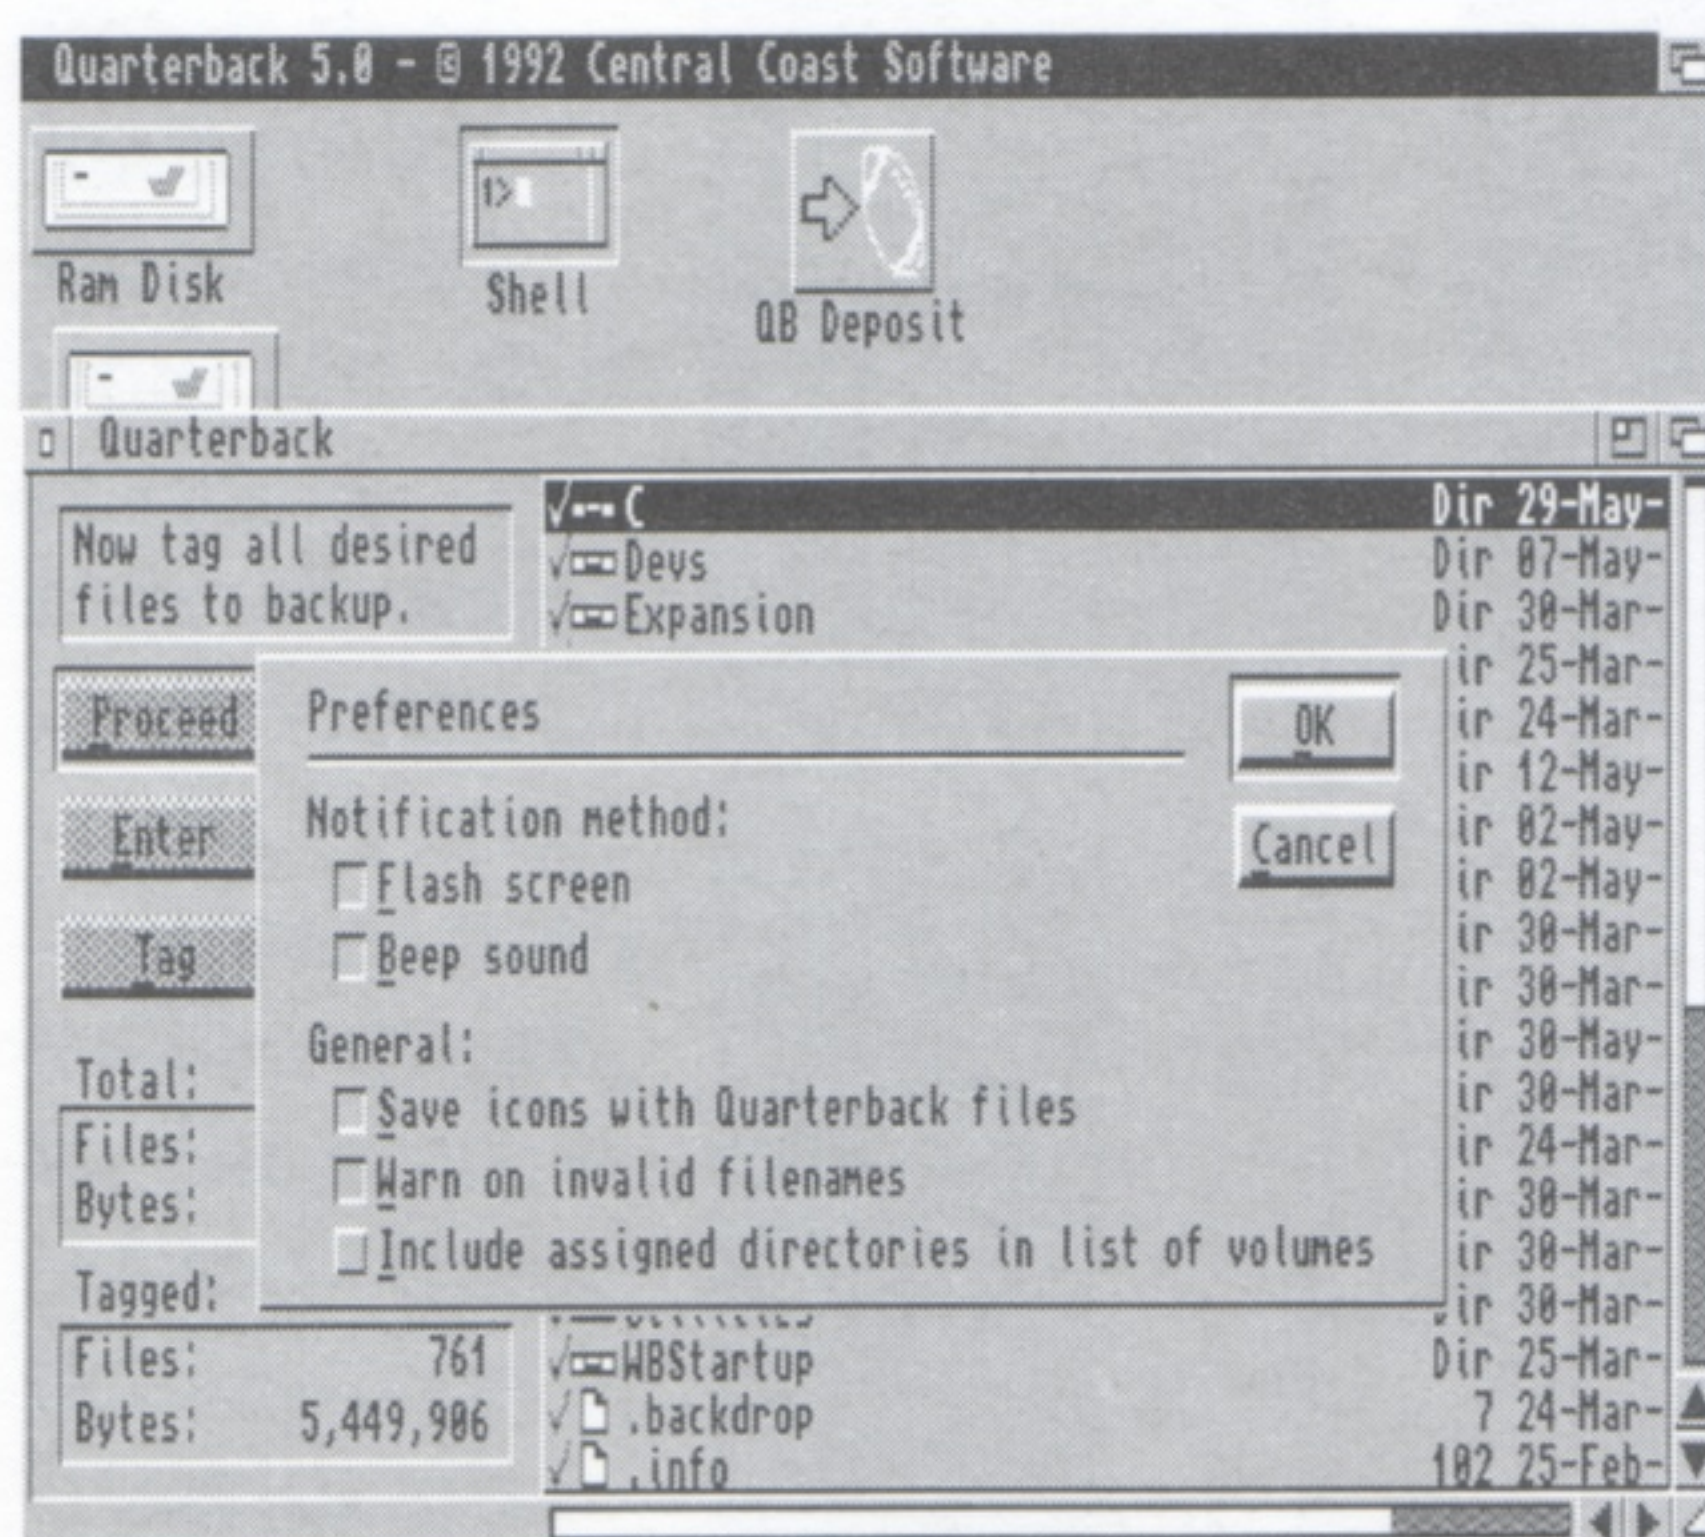 Quarterback 5.0 - © 1992 Central Coast Software
1>
Ram Disk
Shell
QB Deposit
Quarterback
Now tag all desired
files to backup.
C Dir 29-May-
Devs Dir 07-May-
Expansion Dir 30-Mar-
ir 25-Mar-
ir 24-Mar-
ir 12-May-
ir 02-May-
ir 02-May-
ir 30-Mar-
ir 30-Mar-
ir 30-May-
ir 30-Mar-
ir 24-Mar-
ir 30-Mar-
ir 30-Mar-
Dir 30-Mar-
WBStartup Dir 25-Mar-
.backdrop 7 24-Mar-
.info 102 25-Feb-
Proceed
Enter
Tag
Total:
Files:
Bytes:
Tagged:
Files: 761
Bytes: 5,449,906
Preferences
OK
Cancel
Notification method:
Flash screen
Beep sound
General:
Save icons with Quarterback files
Warn on invalid filenames
Include assigned directories in list of volumes